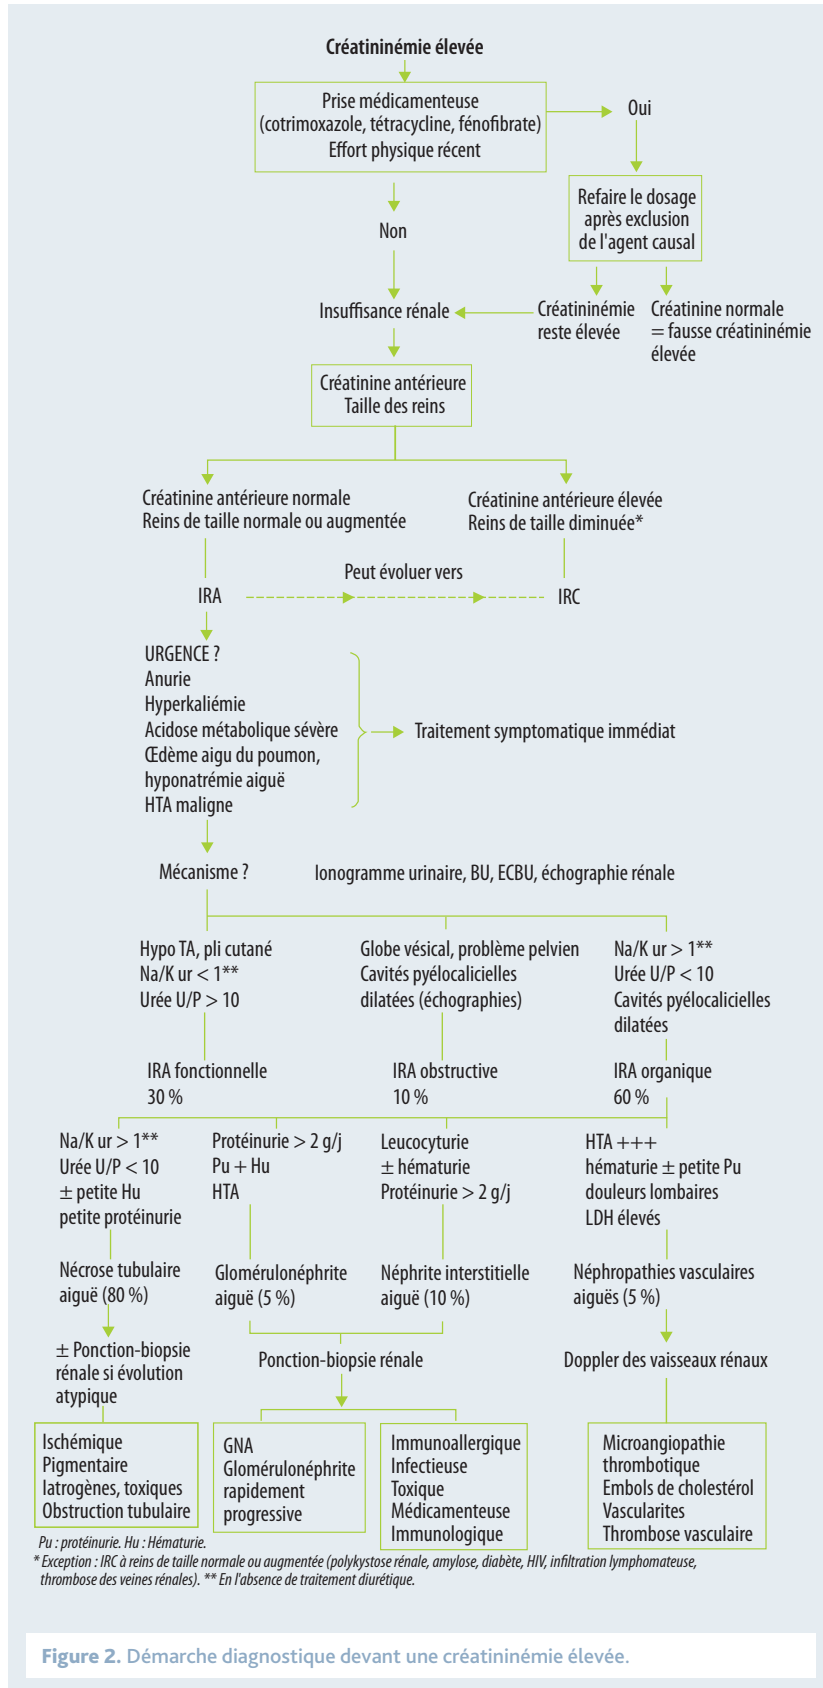 Créatininémie élevée
Prise médicamenteuse
(cotrimoxazole, tétracycline, fénofibrate)
Effort physique récent
Oui
Non
Refaire le dosage
après exclusion
de l'agent causal
Insuffisance rénale
Créatininémie
reste élevée
Créatinine normale
= fausse créatininémie
élevée
Créatinine antérieure
Taille des reins
Créatinine antérieure normale
Reins de taille normale ou augmentée
Créatinine antérieure élevée
Reins de taille diminuée*
Peut évoluer vers
IRA
IRC
URGENCE ?
Anurie
Hyperkaliémie
Acidose métabolique sévère
Œdème aigu du poumon,
hyponatrémie aiguë
HTA maligne
Traitement symptomatique immédiat
Mécanisme ?
Ionogramme urinaire, BU, ECBU, échographie rénale
Hypo TA, pli cutané
Na/K ur < 1**
Urée U/P > 10
Globe vésical, problème pelvien
Cavités pyélocalicielles
dilatées (échographies)
Na/K ur > 1**
Urée U/P < 10
Cavités pyélocalicielles
dilatées
IRA fonctionnelle
30 %
IRA obstructive
10 %
IRA organique
60 %
Na/K ur > 1**
Urée U/P < 10
± petite Hu
petite protéinurie
Protéinurie > 2 g/j
Pu + Hu
HTA
Leucocyturie
± hématurie
Protéinurie > 2 g/j
HTA +++
hématurie ± petite Pu
douleurs lombaires
LDH élevés
Nécrose tubulaire
aiguë (80 %)
Glomérulonéphrite
aiguë (5 %)
Néphrite interstitielle
aiguë (10 %)
Néphropathies vasculaires
aiguës (5 %)
± Ponction-biopsie
rénale si évolution
atypique
Ponction-biopsie rénale
Doppler des vaisseaux rénaux
Ischémique
Pigmentaire
Iatrogènes, toxiques
Obstruction tubulaire
GNA
Glomérulonéphrite
rapidement
progressive
Immunoallergique
Infectieuse
Toxique
Médicamenteuse
Immunologique
Microangiopathie
thrombotique
Embols de cholestérol
Vascularites
Thrombose vasculaire
Pu : protéinurie. Hu : Hématurie.
* Exception : IRC à reins de taille normale ou augmentée (polykystose rénale, amylose, diabète, HIV, infiltration lymphomateuse,
thrombose des veines rénales). ** En l'absence de traitement diurétique.
Figure 2. Démarche diagnostique devant une créatininémie élevée.